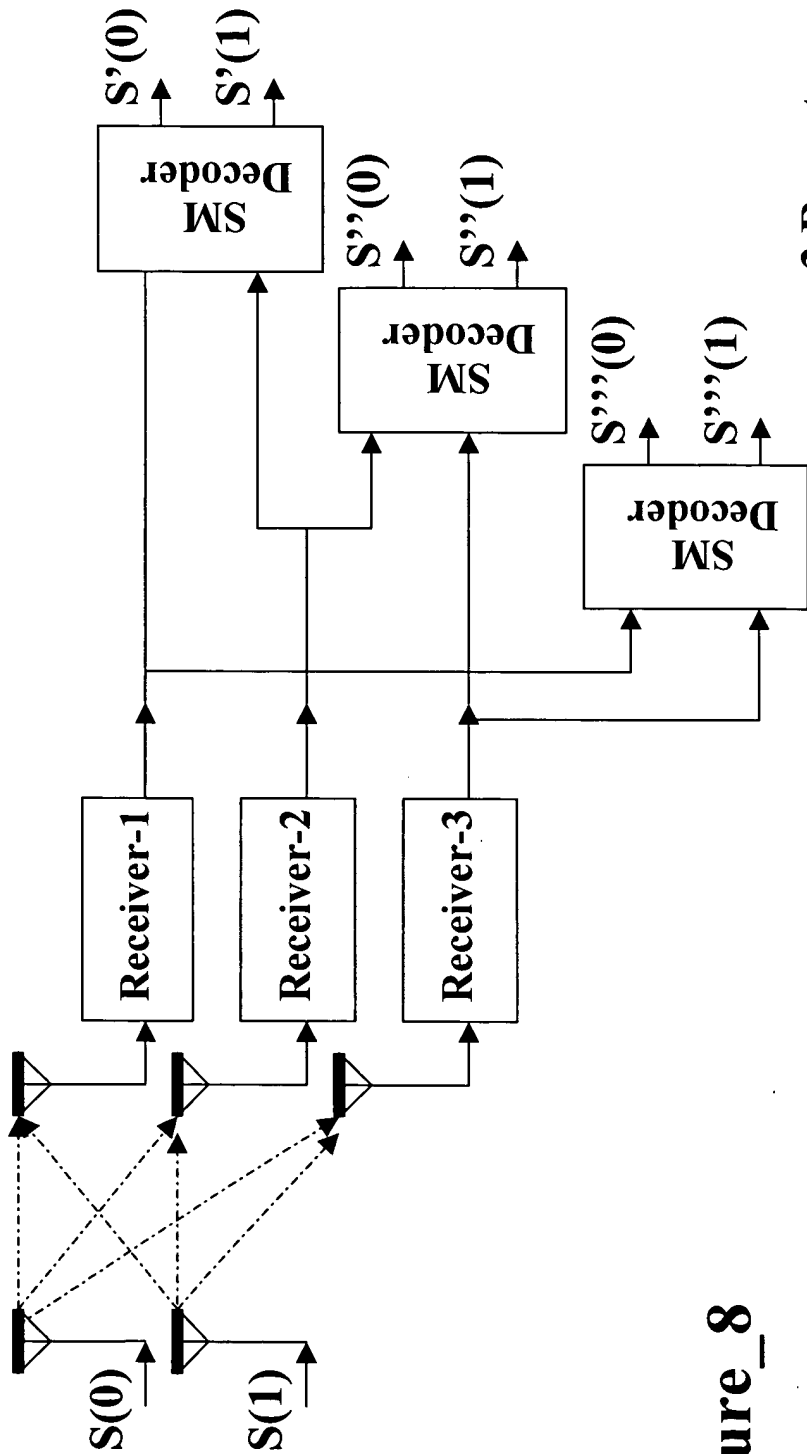 S(0)
S(1)
Receiver-1
Receiver-2
Receiver-3
SM
Decoder
S'(0)
S'(1)
SM
Decoder
S''(0)
S''(1)
SM
Decoder
S'''(0)
S'''(1)
ure_8